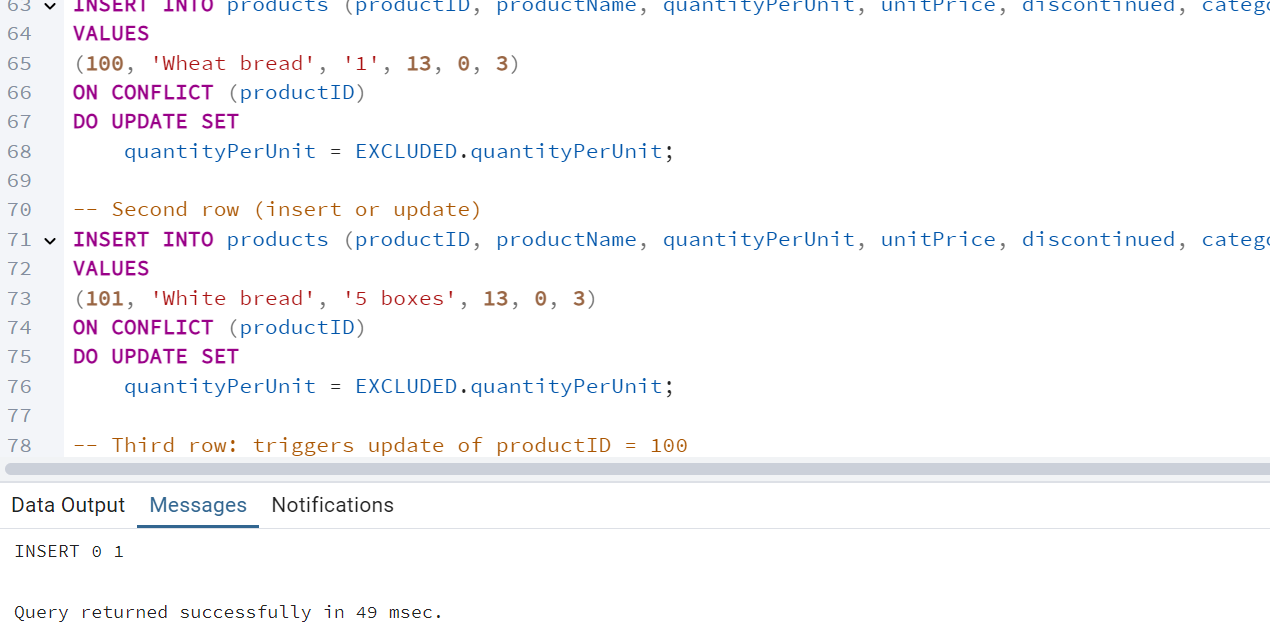 63 INSERT INTO products (productID, productName, quantityPerUnit, unitPrice, discontinued,
64 VALUES
65 (100, 'Wheat bread', '1', 13, 0, 3)
66 ON CONFLICT (productID)
67 DO UPDATE SET
68 quantityPerUnit = EXCLUDED.quantityPerUnit;
69
70 -- Second row (insert or update)
71 INSERT INTO products (productID, productName, quantityPerUnit, unitPrice, discontinued,
72 VALUES
73 (101, 'White bread', '5 boxes', 13, 0, 3)
74 ON CONFLICT (productID)
75 DO UPDATE SET
76 quantityPerUnit = EXCLUDED.quantityPerUnit;
77
78 -- Third row: triggers update of productID = 100
Data Output Messages Notifications
INSERT 0 1
Query returned successfully in 49 msec.